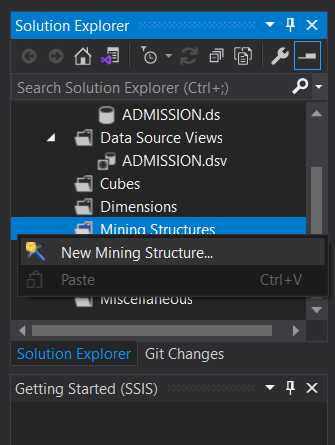 Solution Explorer
Search Solution Explorer (Ctrl+;)
ADMISSION.ds
Data Source Views
ADMISSION.dsv
Cubes
Dimensions
Mining Structures
New Mining Structure...
Paste Ctrl+V
Miscellaneous
Solution Explorer Git Changes
Getting Started (SSIS)